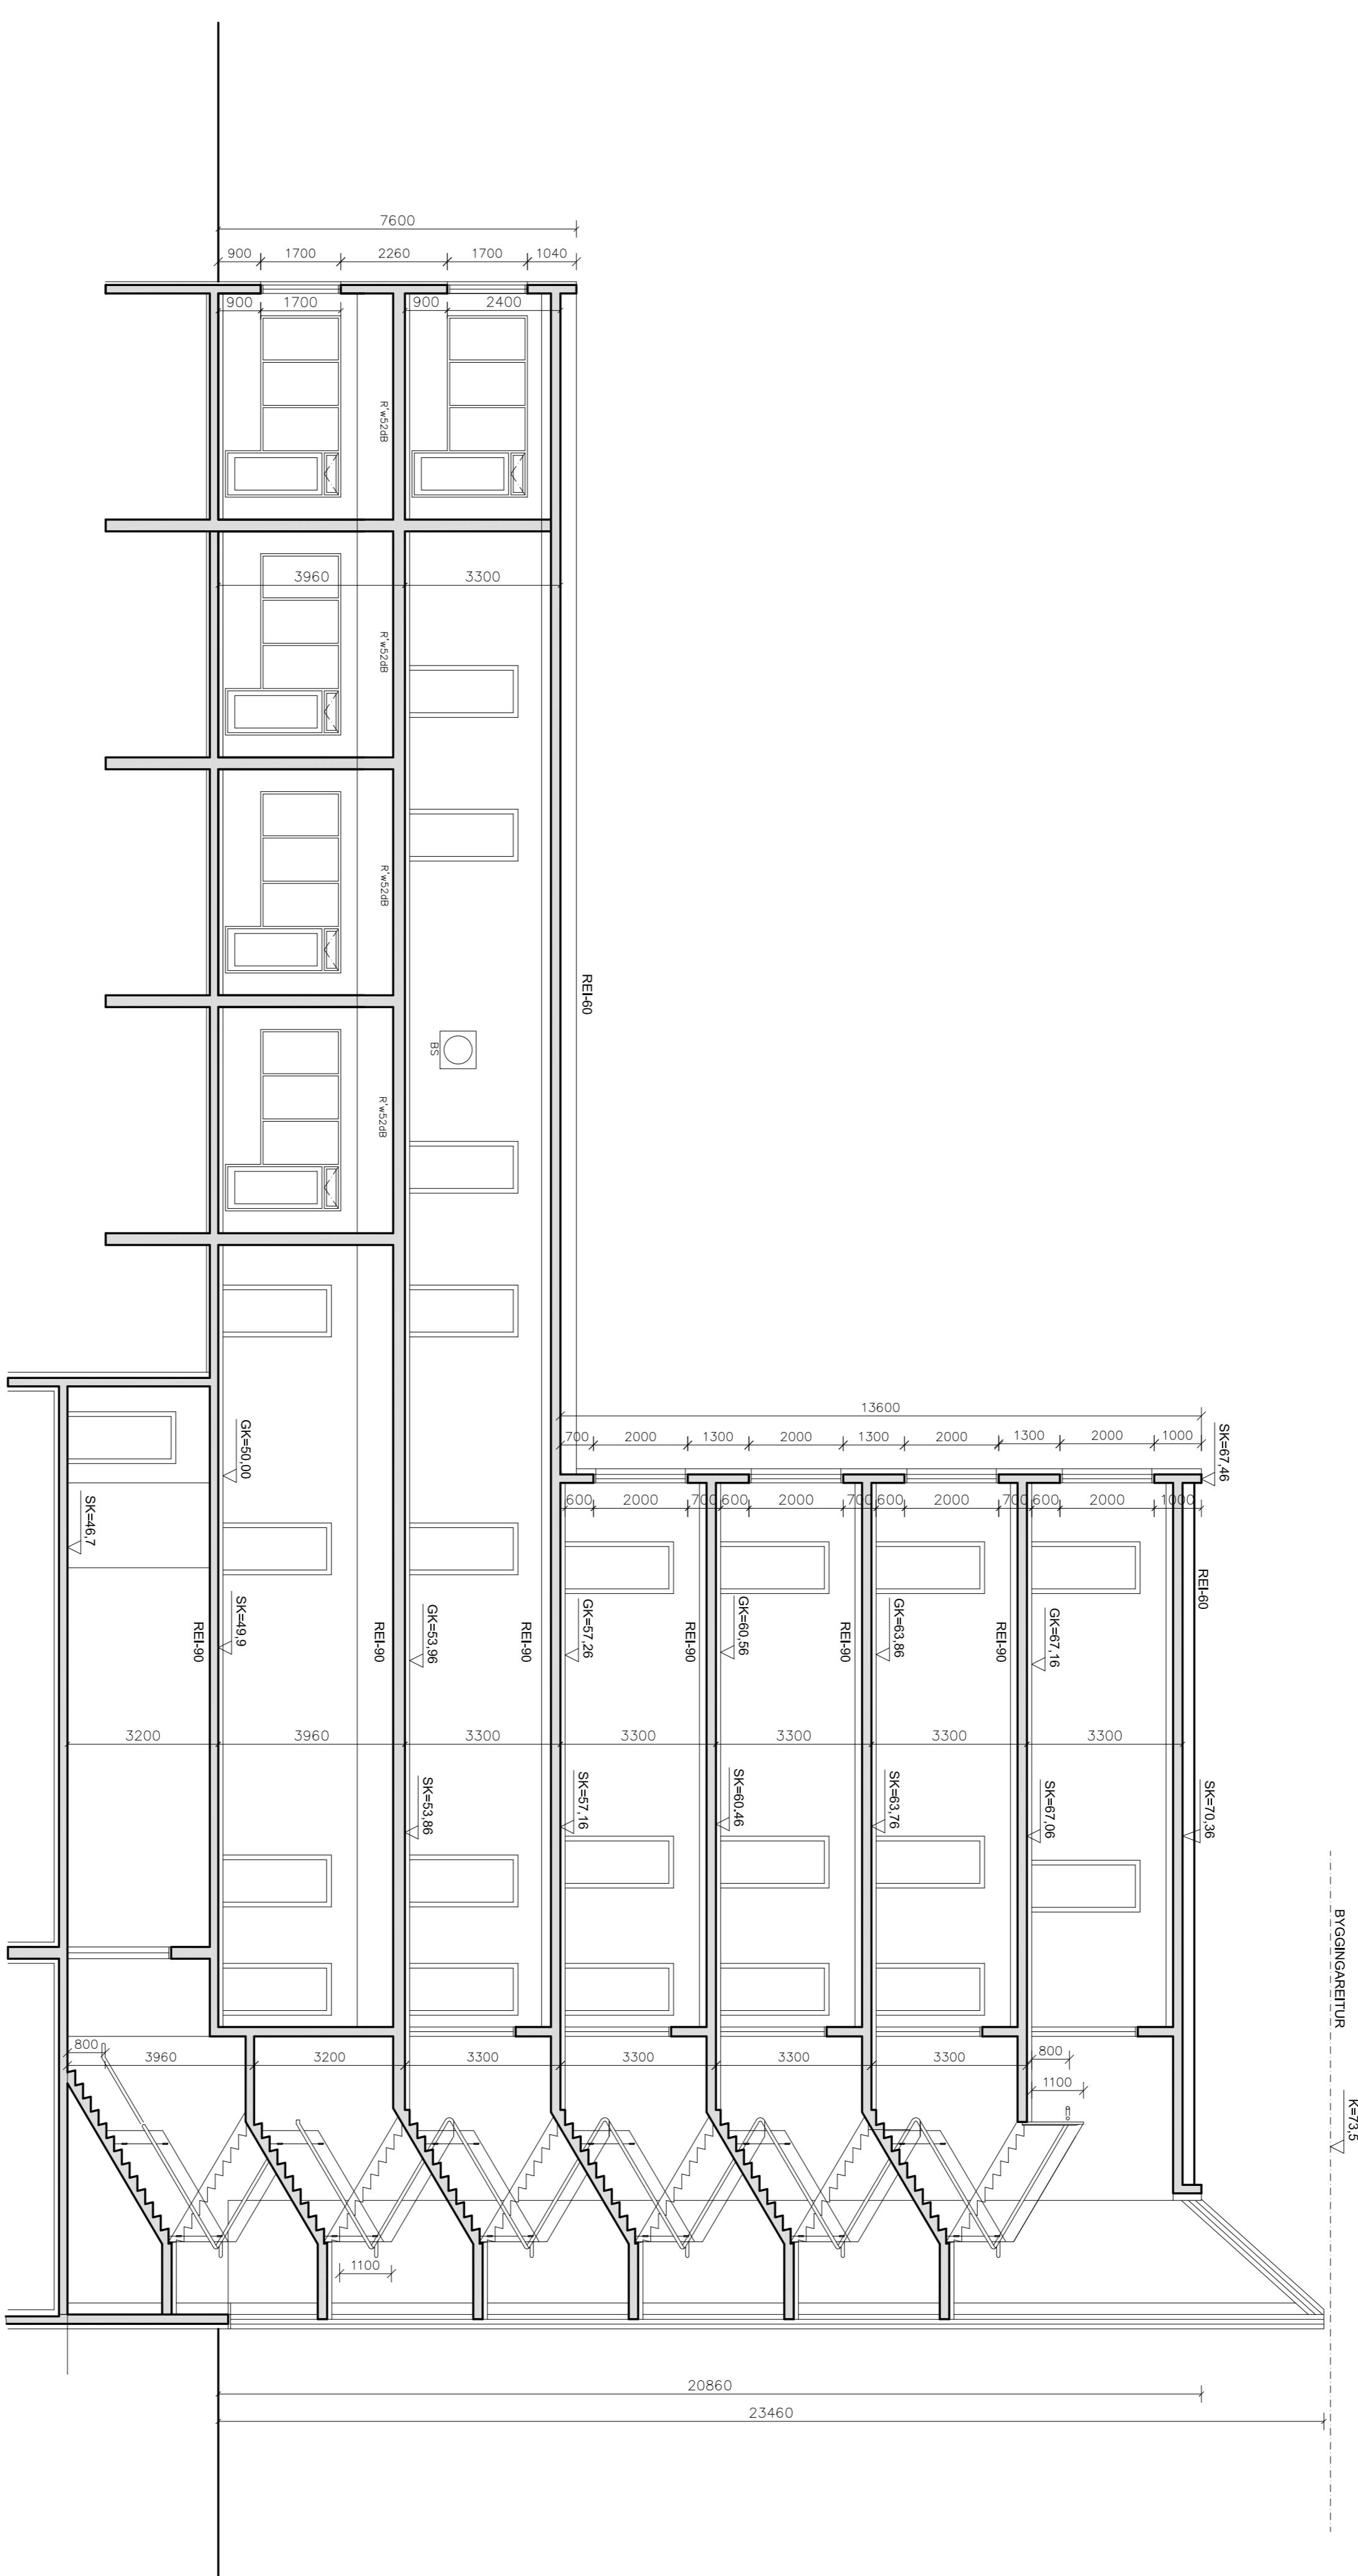 7600
900 1700 2260 1700 1040
900 1700 900 2400
R'w52dB
3960 3300
R'w52dB
R'w52dB
R'w52dB
BS
REI-60
13600
700 2000 1300 2000 1300 2000 1300 2000 1000
600 2000 700 600 2000 700 600 2000 700 600 2000 1000
SK=67,46
GK=50,00
SK=46,7
SK=49,9
REI-90
REI-90
GK=53,96
REI-90
GK=57,26
REI-90
GK=60,56
REI-90
GK=63,86
REI-90
GK=67,16
REI-60
3200 3960 3300 3300 3300 3300 3300
SK=53,86
SK=57,16
SK=60,46
SK=63,76
SK=67,06
SK=70,36
BYGGINGAREITUR
K=73,5
800
3960 3200 3300 3300 3300 3300
800
1100
1100
20860
23460